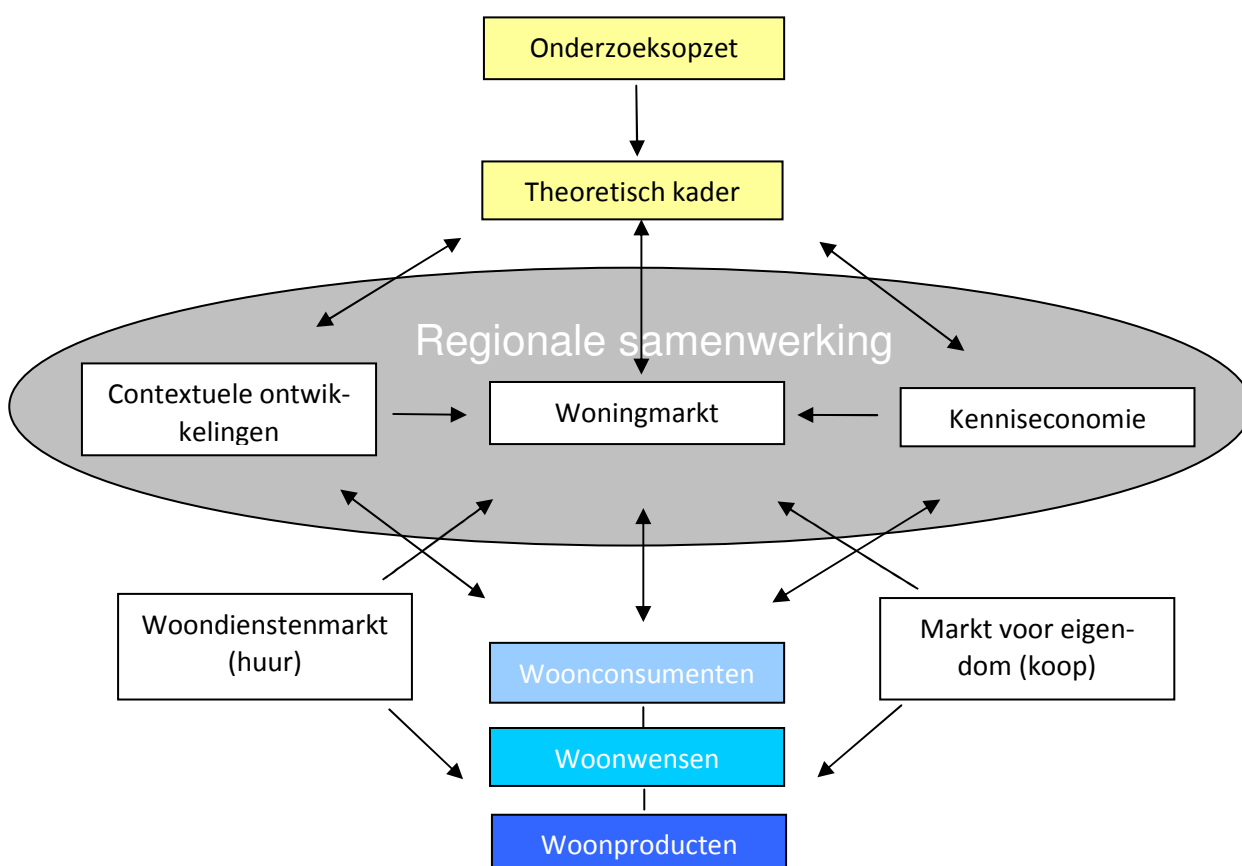 Onderzoeksopzet
Theoretisch kader
Regionale samenwerking
Contextuele ontwik-
kelingen
Woningmarkt
Kenniseconomie
Woondienstenmarkt
(huur)
Markt voor eigen-
dom (koop)
Woonconsumenten
Woonwensen
Woonproducten